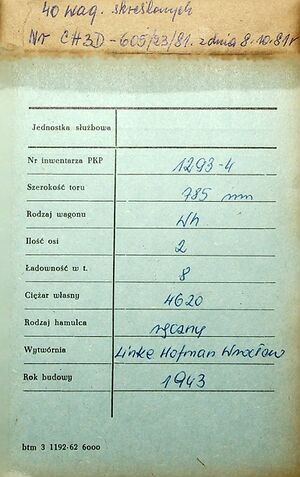 40 wag. skreślonych
Nr CH3D-605/23/81. z dnia 8.10.81r
Jednostka służbowa
Nr inwentarza PKP 1293-4
Szerokość toru 785 mm
Rodzaj wagonu Wh
Ilość osi 2
Ładowność w t. 8
Ciężar własny 4620
Rodzaj hamulca ręczny
Wytwórnia Linke Hofman Wrocław
Rok budowy 1943
btm 3 1192-62 6000